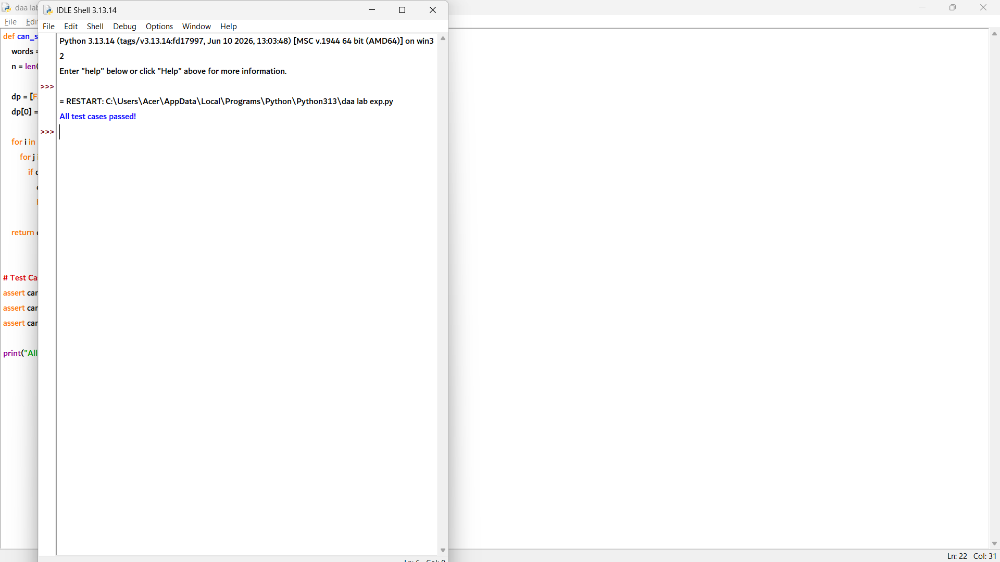 daa lab
IDLE Shell 3.13.14
File Edit
File Edit Shell Debug Options Window Help
Python 3.13.14 (tags/v3.13.14:fd17997, Jun 10 2026, 13:03:48) [MSC v.1944 64 bit (AMD64)] on win3
2
Enter "help" below or click "Help" above for more information.
>>>
= RESTART: C:\Users\Acer\AppData\Local\Programs\Python\Python313\daa lab exp.py
All test cases passed!
>>>
def can_s
words =
n = len(
dp = [F
dp[0] =
for i in
for j
if
return
# Test Ca
assert can
assert can
assert can
print("All
Ln: 6 Col: 0
Ln: 22 Col: 31